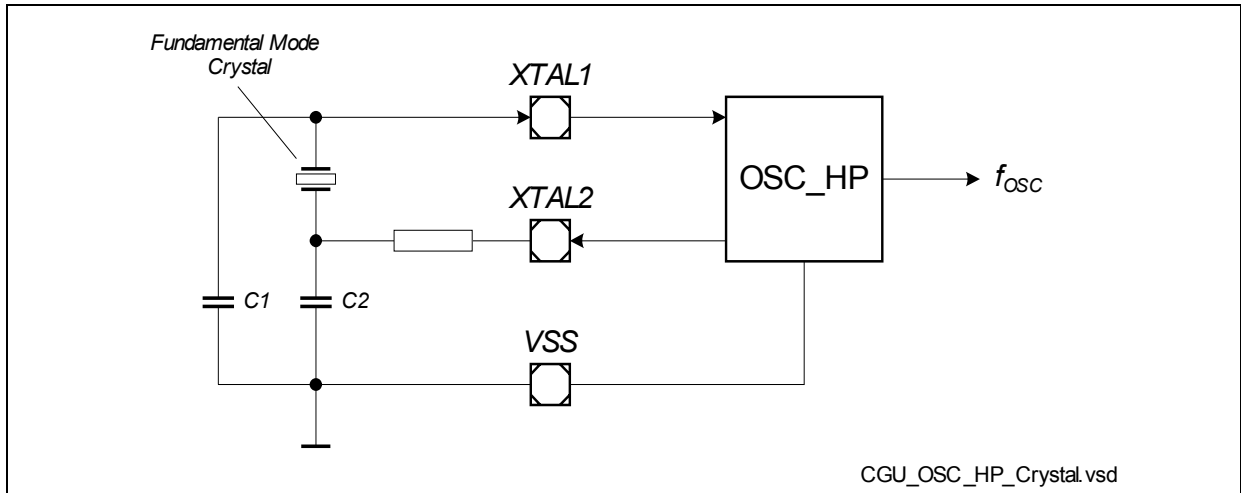 Fundamental Mode
Crystal
XTAL1
OSC_HP
fOSC
XTAL2
C1
C2
VSS
CGU_OSC_HP_Crystal.vsd